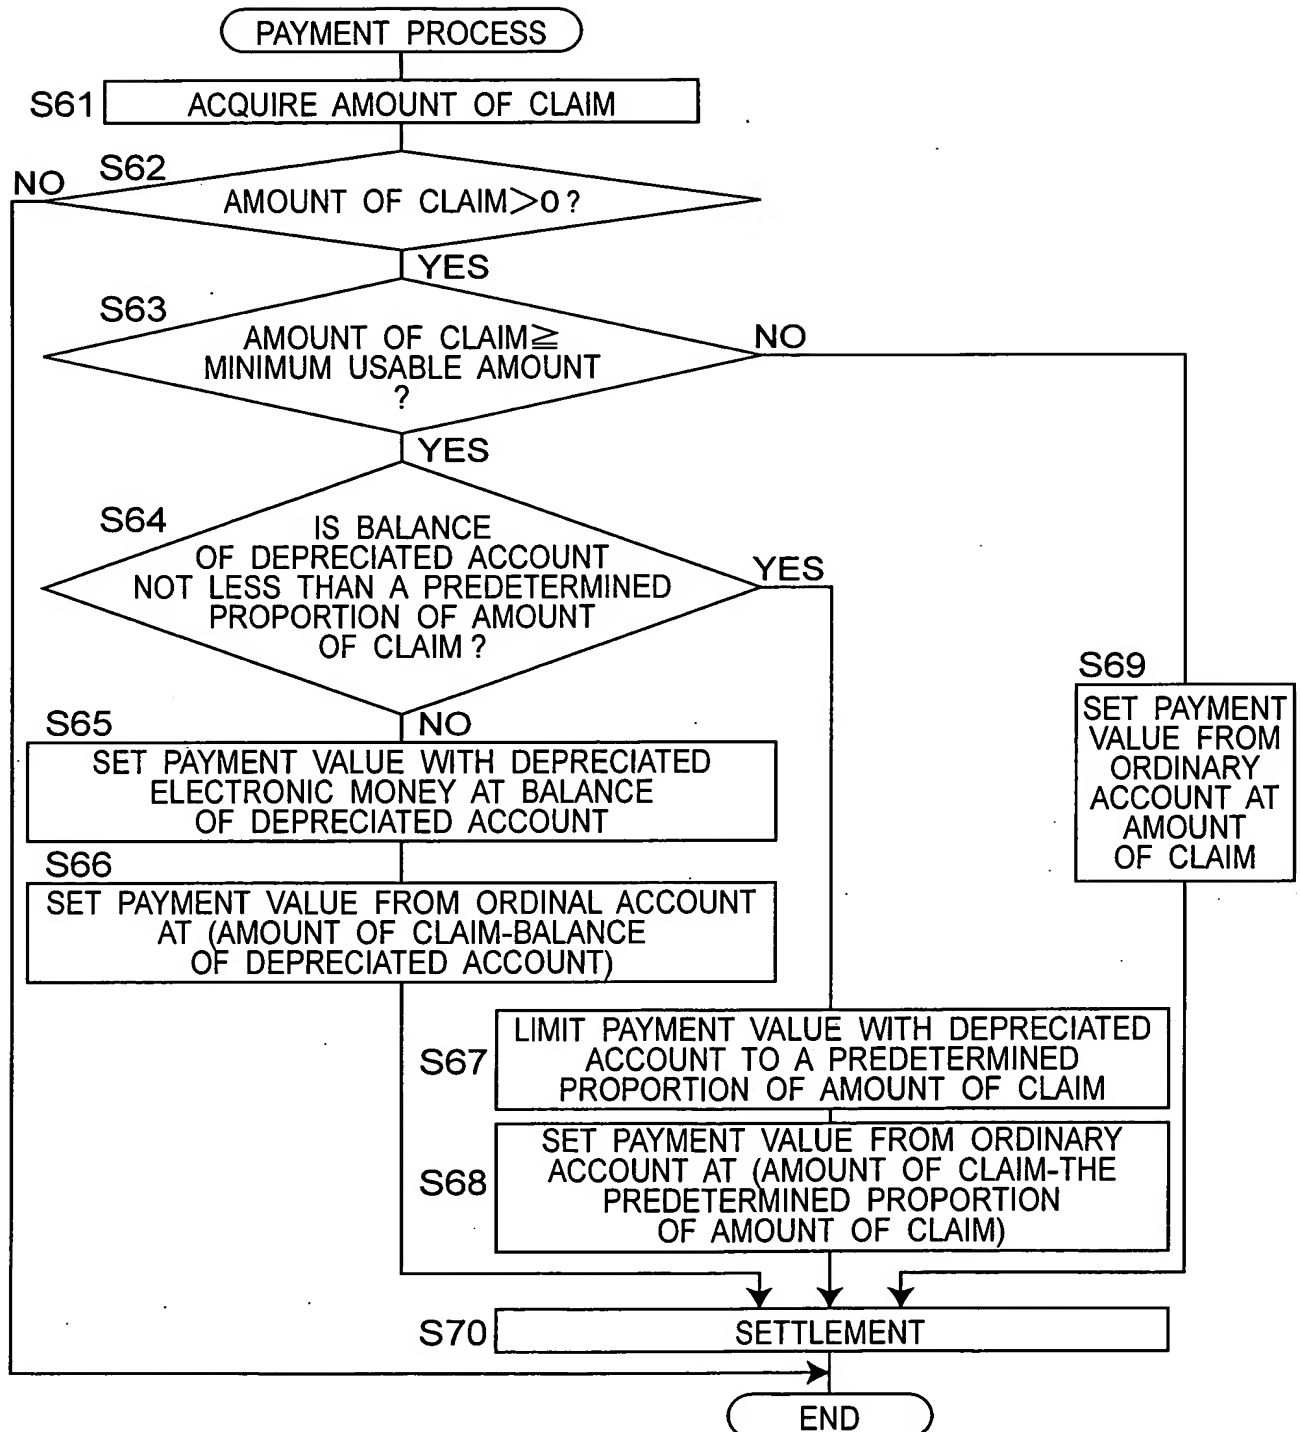 PAYMENT PROCESS
S61
ACQUIRE AMOUNT OF CLAIM
S62
NO
AMOUNT OF CLAIM>0?
YES
S63
AMOUNT OF CLAIM≧
MINIMUM USABLE AMOUNT
?
NO
YES
S64
IS BALANCE
OF DEPRECIATED ACCOUNT
NOT LESS THAN A PREDETERMINED
PROPORTION OF AMOUNT
OF CLAIM?
YES
NO
S65
SET PAYMENT VALUE WITH DEPRECIATED
ELECTRONIC MONEY AT BALANCE
OF DEPRECIATED ACCOUNT
S66
SET PAYMENT VALUE FROM ORDINAL ACCOUNT
AT (AMOUNT OF CLAIM-BALANCE
OF DEPRECIATED ACCOUNT)
S69
SET PAYMENT
VALUE FROM
ORDINARY
ACCOUNT AT
AMOUNT
OF CLAIM
S67
LIMIT PAYMENT VALUE WITH DEPRECIATED
ACCOUNT TO A PREDETERMINED
PROPORTION OF AMOUNT OF CLAIM
S68
SET PAYMENT VALUE FROM ORDINARY
ACCOUNT AT (AMOUNT OF CLAIM-THE
PREDETERMINED PROPORTION
OF AMOUNT OF CLAIM)
S70
SETTLEMENT
END